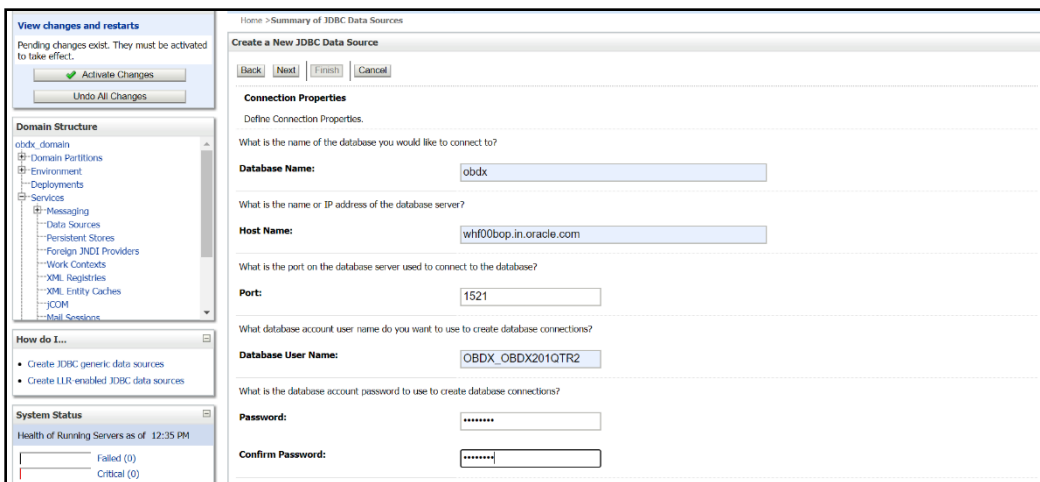 View changes and restarts
Pending changes exist. They must be activated
to take effect.
Activate Changes
Undo All Changes
Domain Structure
obdx_domain
Domain Partitions
Environment
Deployments
Services
Messaging
Data Sources
Persistent Stores
Foreign JNDI Providers
Work Contexts
XML Registries
XML Entity Caches
jCOM
Mail Sessions
How do I...
Create JDBC generic data sources
Create LLR-enabled JDBC data sources
System Status
Health of Running Servers as of 12:35 PM
Failed (0)
Critical (0)
Home >Summary of JDBC Data Sources
Create a New JDBC Data Source
Back Next Finish Cancel
Connection Properties
Define Connection Properties.
What is the name of the database you would like to connect to?
Database Name: obdx
What is the name or IP address of the database server?
Host Name: whf00bop.in.oracle.com
What is the port on the database server used to connect to the database?
Port: 1521
What database account user name do you want to use to create database connections?
Database User Name: OBDX_OBDX201QTR2
What is the database account password to use to create database connections?
Password: ••••••••
Confirm Password: ••••••••